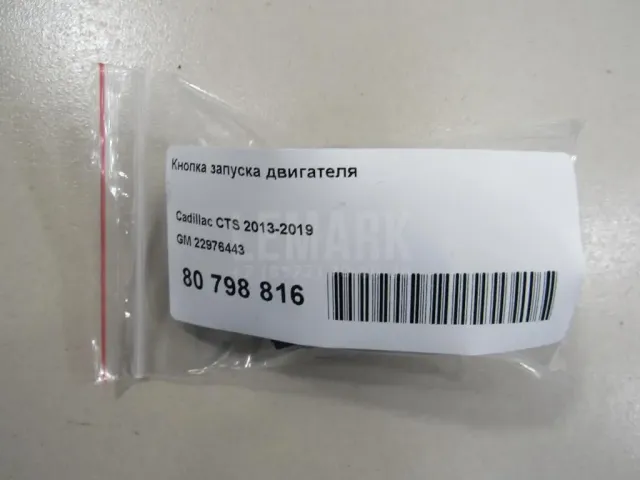 Кнопка запуска двигателя
Cadillac CTS 2013-2019
GM 22976443
80 798 816